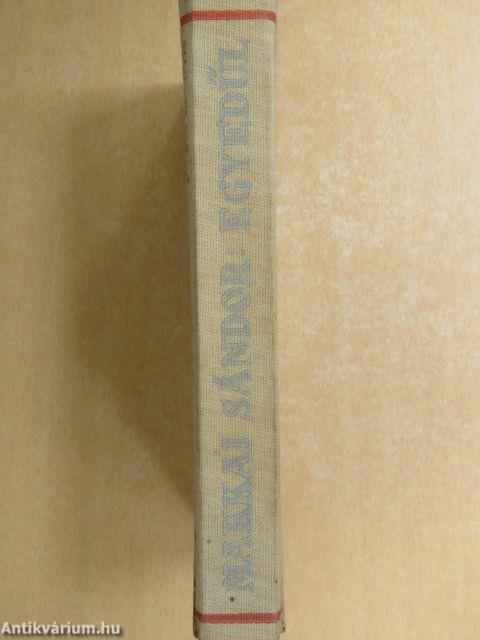 MAKKAI SÁNDOR: EGYEDÜL
Antikvárium.hu